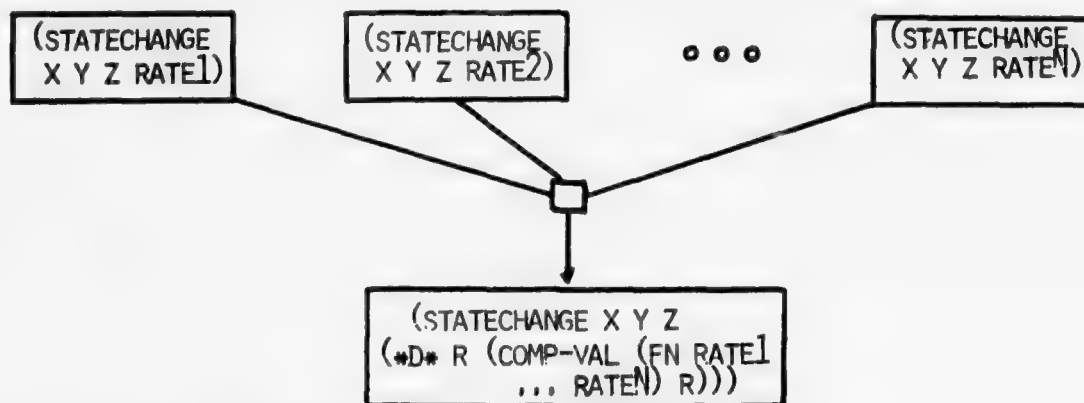 (STATECHANGE
X Y Z RATE1)
(STATECHANGE
X Y Z RATE2)
(STATECHANGE
X Y Z RATEN)
(STATECHANGE X Y Z
(*D* R (COMP-VAL (FN RATE1
... RATEN) R)))